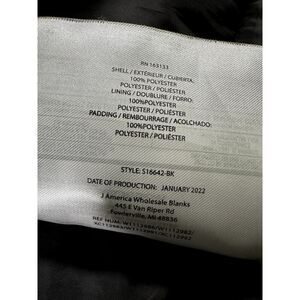 RN 163133
SHELL / EXTÉRIEUR / CUBIERTA:
100% POLYESTER
POLYESTER / POLIÉSTER
LINING / DOUBLURE / FORRO:
100%POLYESTER
POLYESTER / POLIÉSTER
PADDING / REMBOURRAGE / ACOLCHADO:
100%POLYESTER
POLYESTER / POLIÉSTER
STYLE: S16642-BK
DATE OF PRODUCTION: JANUARY 2022
J America Wholesale Blanks
445 E Van Riper Rd
Fowlerville, MI 48836
REF NUM: